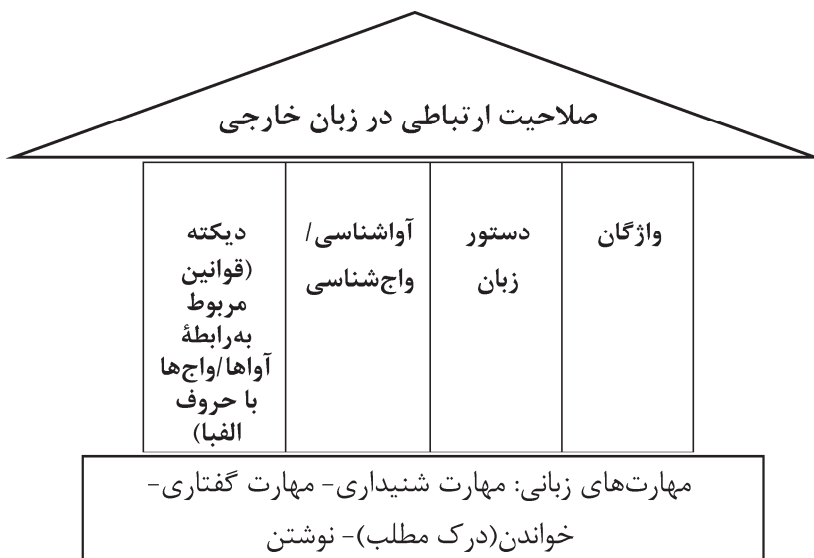 صلاحیت ارتباطی در زبان خارجی
واژگان
دستور
زبان
آواشناسی/
واج‌شناسی
دیکته
(قوانین
مربوط
به‌رابطهٔ
آواها/واج‌ها
با حروف
الفبا)
مهارت‌های زبانی: مهارت شنیداری- مهارت گفتاری-
خواندن(درک مطلب)- نوشتن